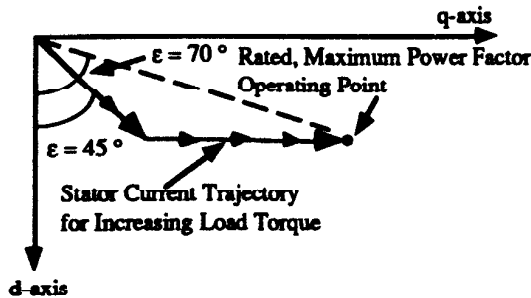 q-axis
ε = 70 ° Rated, Maximum Power Factor
Operating Point
ε = 45 °
Stator Current Trajectory
for Increasing Load Torque
d-axis